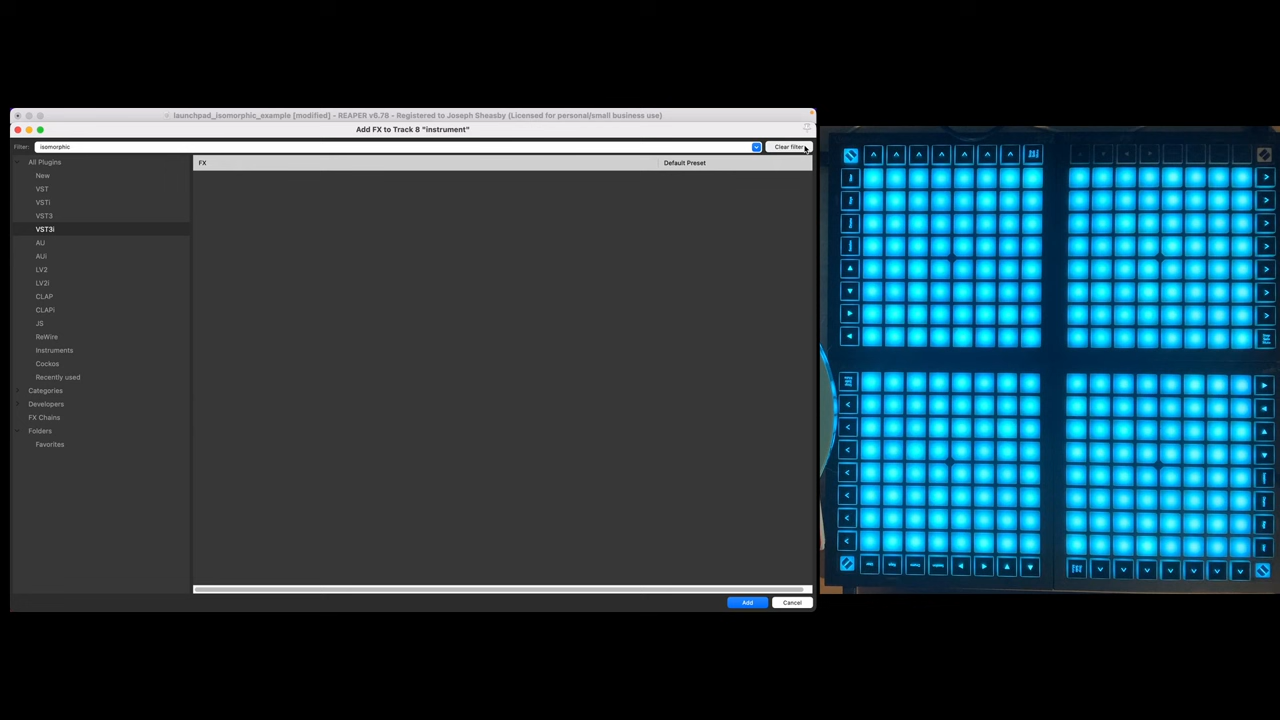 launchpad_isomorphic_example [modified] - REAPER v6.78 - Registered to Joseph Sheasby (Licensed for personal/small business use)
Add FX to Track 8 "instrument"
Filter: isomorphic Clear filter
All Plugins
New
VST
VSTi
VST3
VST3i
AU
AUi
LV2
LV2i
CLAP
CLAPi
JS
ReWire
Instruments
Cockos
Recently used
Categories
Developers
FX Chains
Folders
Favorites
FX Default Preset
Add Cancel